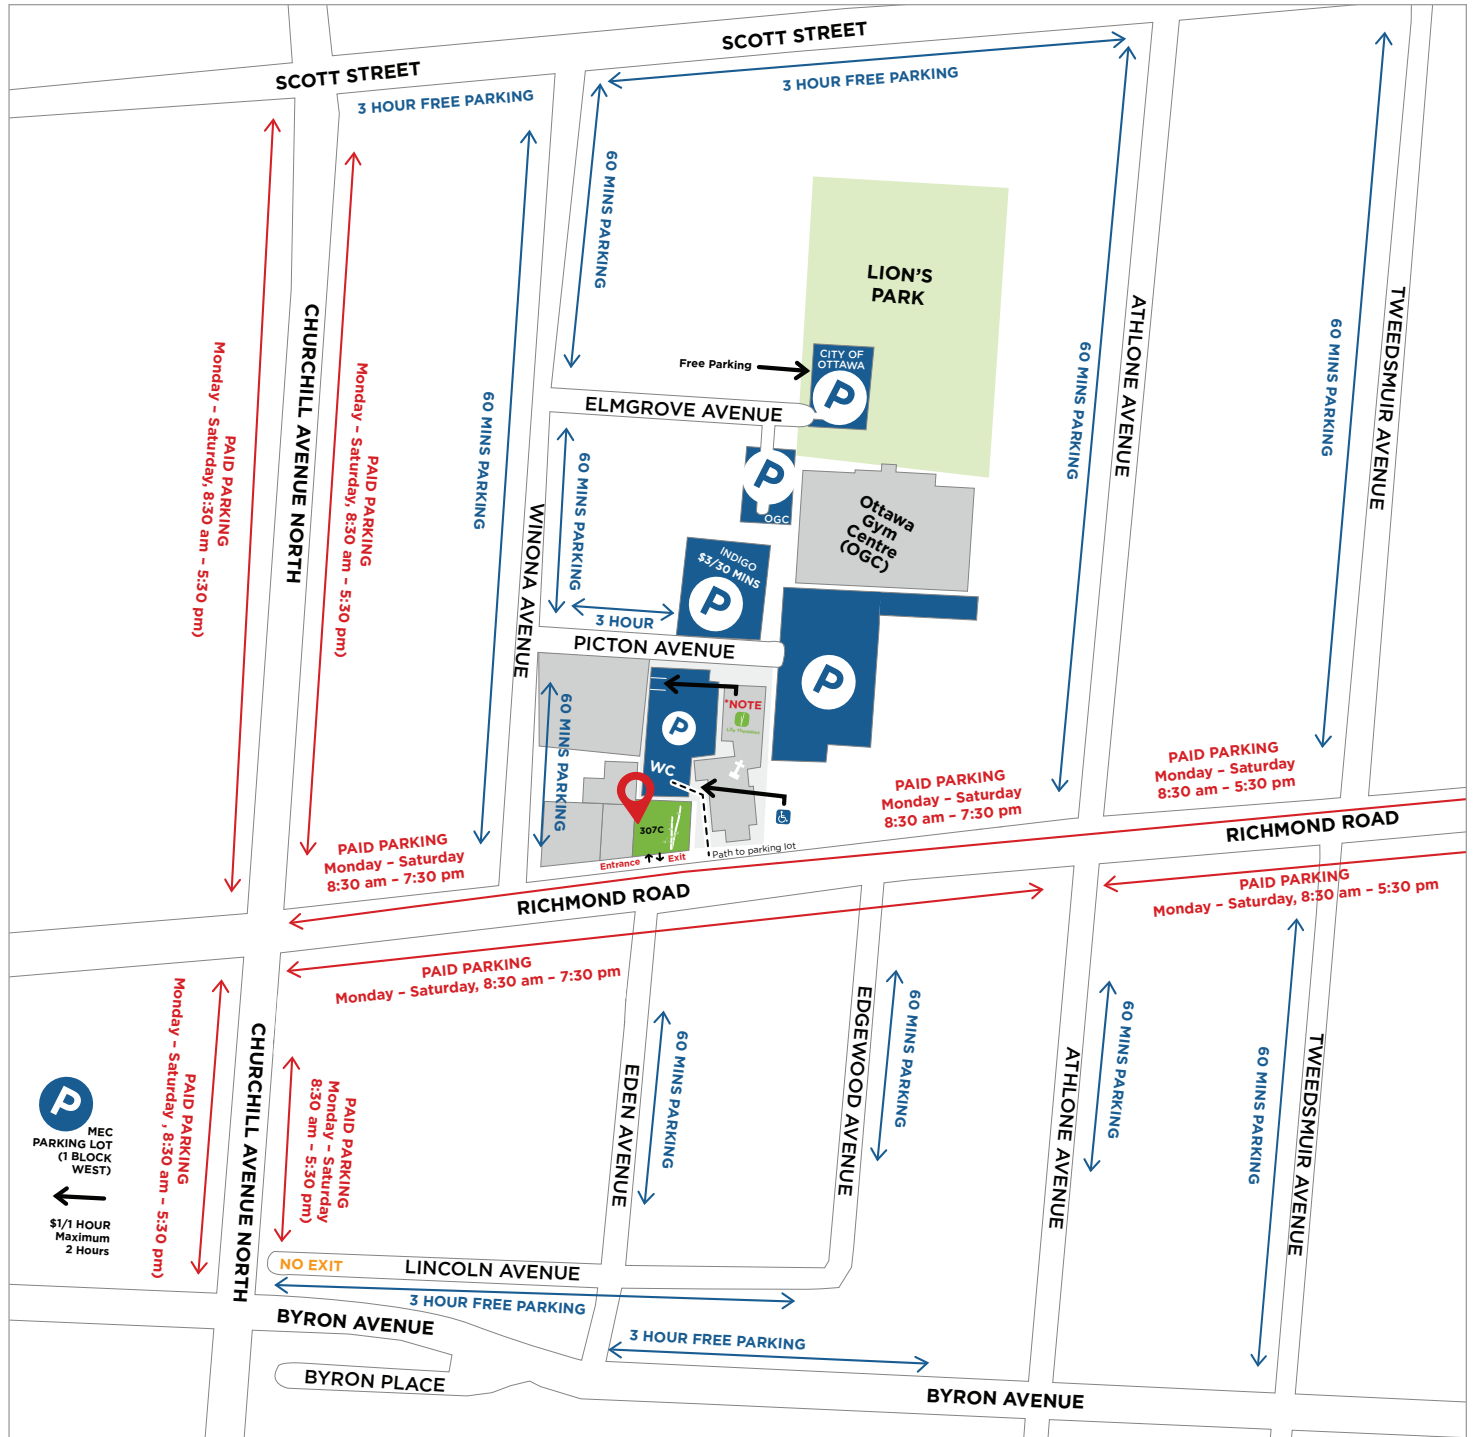 SCOTT STREET
SCOTT STREET
3 HOUR FREE PARKING
3 HOUR FREE PARKING
60 MINS PARKING
LION'S
PARK
CHURCHILL AVENUE NORTH
ATHLONE AVENUE
TWEEDSMUIR AVENUE
60 MINS PARKING
60 MINS PARKING
PAID PARKING
Monday – Saturday, 8:30 am – 5:30 pm)
PAID PARKING
Monday – Saturday, 8:30 am – 5:30 pm)
60 MINS PARKING
Free Parking
CITY OF
OTTAWA
P
ELMGROVE AVENUE
60 MINS PARKING
P
OGC
Ottawa
Gym
Centre
(OGC)
WINONA AVENUE
INDIGO
$3/30 MINS
P
3 HOUR
PICTON AVENUE
P
60 MINS PARKING
*NOTE
P
WC
307C
Entrance
Exit
Path to parking lot
PAID PARKING
Monday – Saturday
8:30 am – 7:30 pm
PAID PARKING
Monday – Saturday
8:30 am – 5:30 pm
PAID PARKING
Monday – Saturday
8:30 am – 7:30 pm
RICHMOND ROAD
RICHMOND ROAD
PAID PARKING
Monday – Saturday, 8:30 am – 5:30 pm
PAID PARKING
Monday – Saturday, 8:30 am – 7:30 pm
PAID PARKING
Monday – Saturday , 8:30 am – 5:30 pm)
CHURCHILL AVENUE NORTH
PAID PARKING
Monday – Saturday
8:30 am – 5:30 pm)
EDEN AVENUE
60 MINS PARKING
EDGEWOOD AVENUE
60 MINS PARKING
ATHLONE AVENUE
60 MINS PARKING
60 MINS PARKING
TWEEDSMUIR AVENUE
P
MEC
PARKING LOT
(1 BLOCK
WEST)
$1/1 HOUR
Maximum
2 Hours
NO EXIT
LINCOLN AVENUE
3 HOUR FREE PARKING
BYRON AVENUE
3 HOUR FREE PARKING
BYRON PLACE
BYRON AVENUE